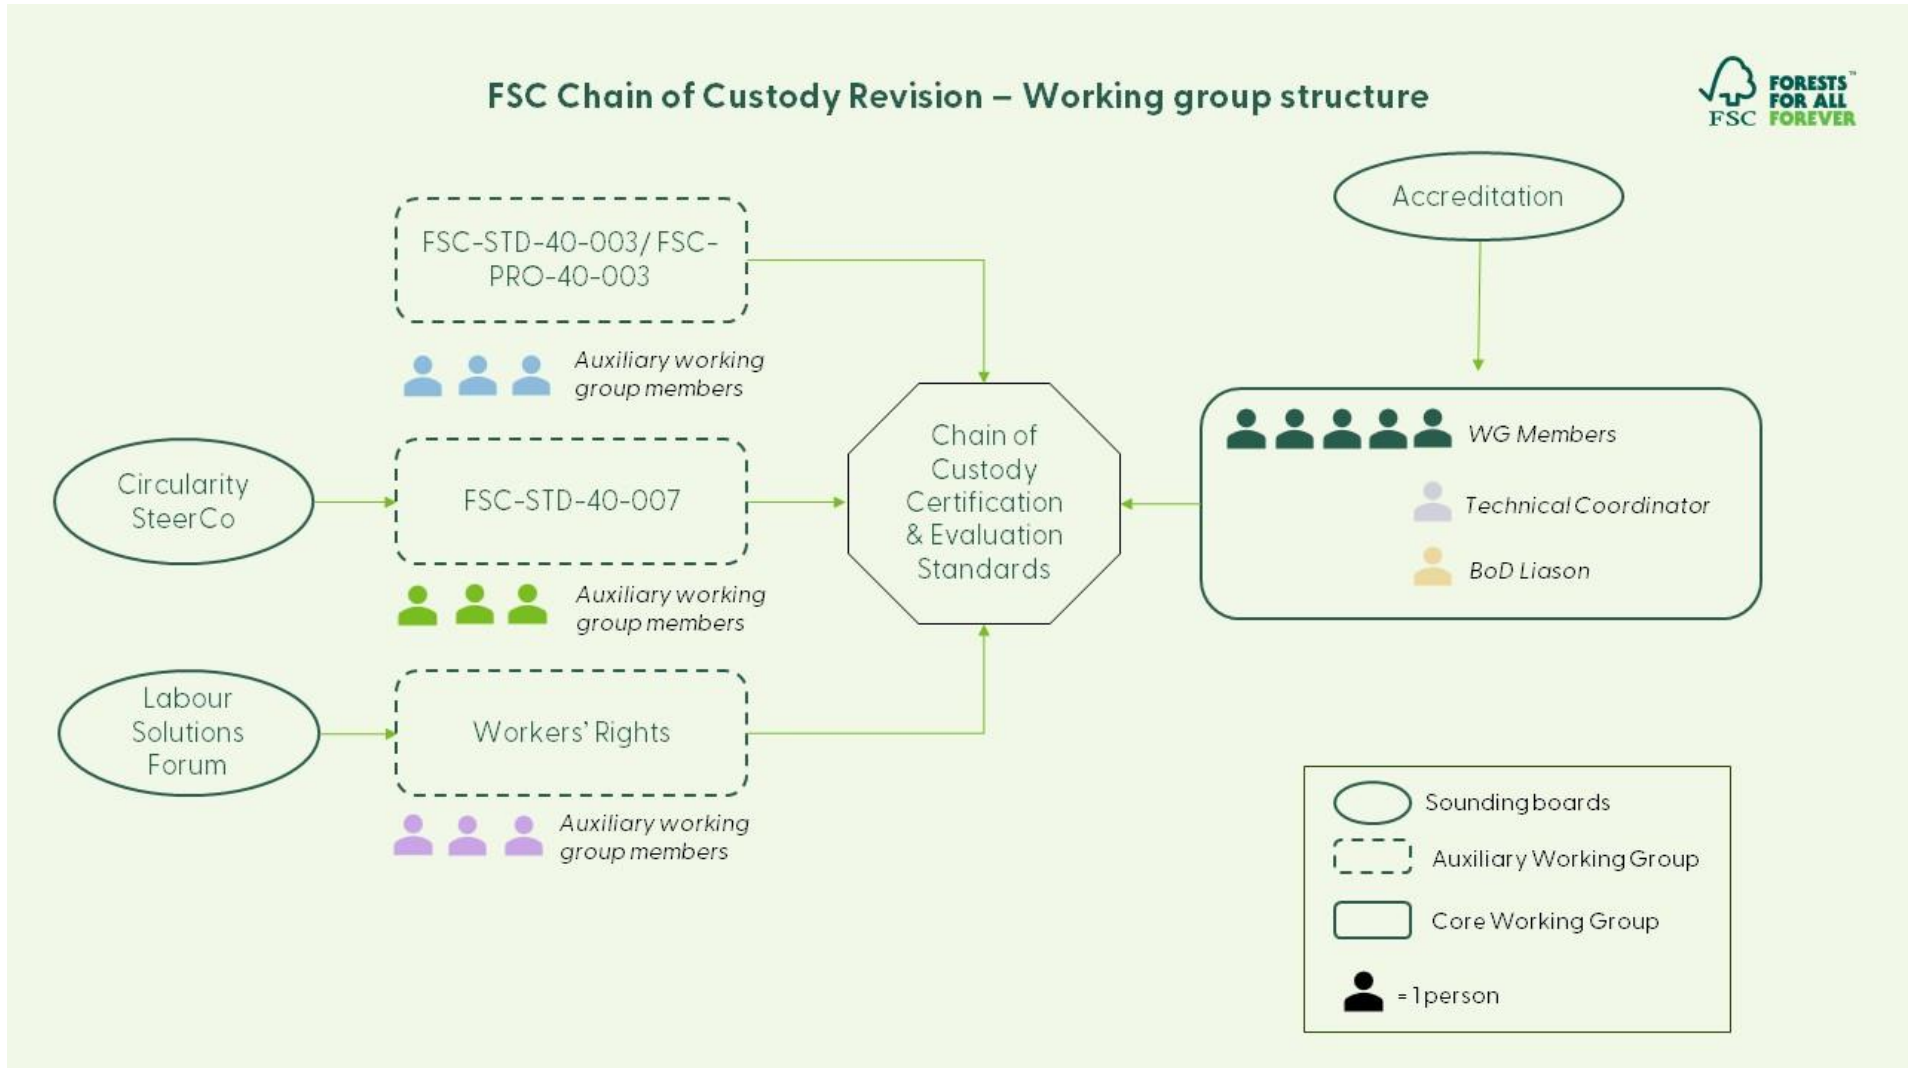 FSC Chain of Custody Revision – Working group structure
FORESTS™
FOR ALL
FOREVER
FSC
Accreditation
FSC-STD-40-003/ FSC-
PRO-40-003
Auxiliary working
group members
Circularity
SteerCo
FSC-STD-40-007
Auxiliary working
group members
Labour
Solutions
Forum
Workers’ Rights
Auxiliary working
group members
Chain of
Custody
Certification
& Evaluation
Standards
WG Members
Technical Coordinator
BoD Liason
Sounding boards
Auxiliary Working Group
Core Working Group
= 1 person